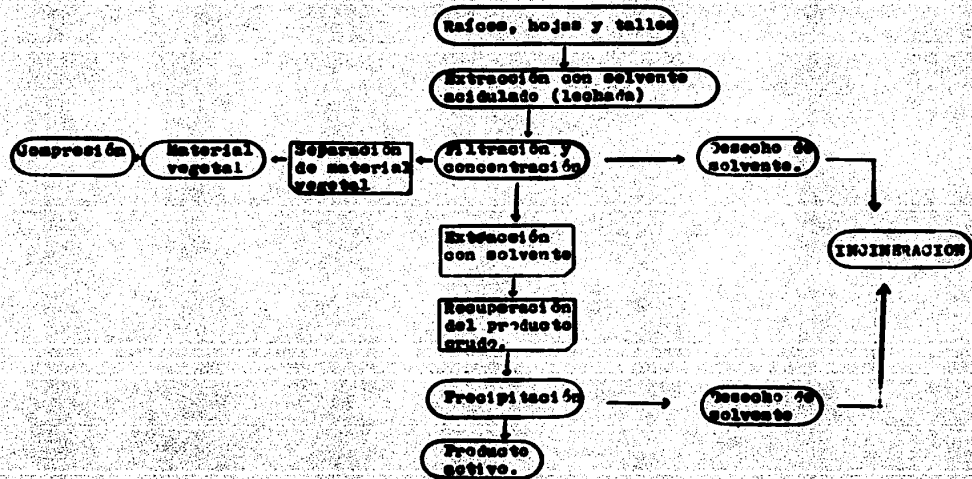 Raíces, hojas y tallos
Extracción con solvente
acidulado (lechada)
Compresión
Material
vegetal
Separación
de material
vegetal
Filtración y
concentración
Desecho de
solvente.
Extracción
con solvente
INJINERACION
Recuperación
del producto
crudo.
Precipitación
Desecho de
solvente
Producto
activo.